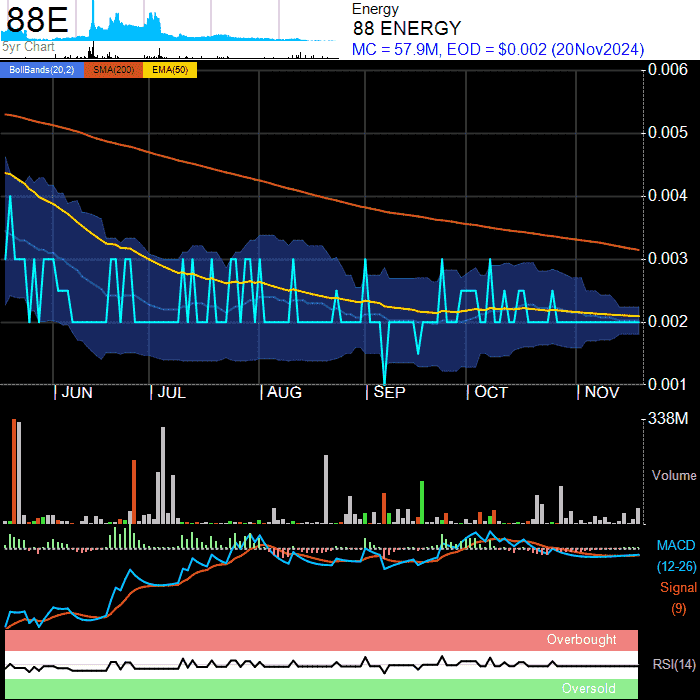 88E
5yr Chart
Energy
88 ENERGY
MC = 57.9M, EOD = $0.002 (20Nov2024)
BollBands(20,2) SMA(200) EMA(50)
0.006
0.005
0.004
0.003
0.002
0.001
JUN JUL AUG SEP OCT NOV
338M
Volume
MACD
(12-26)
Signal
(9)
Overbought
RSI(14)
Oversold